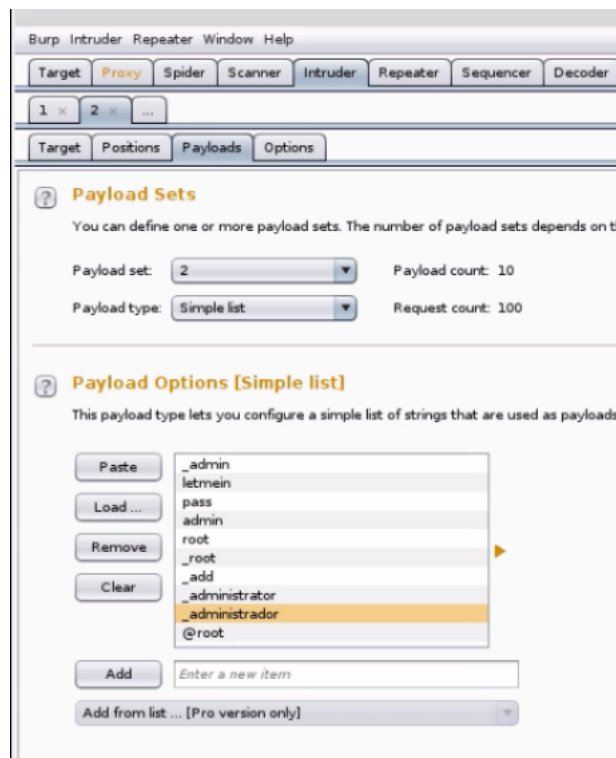 Burp Intruder Repeater Window Help
Target Proxy Spider Scanner Intruder Repeater Sequencer Decoder
1 × 2 × ...
Target Positions Payloads Options
? Payload Sets
You can define one or more payload sets. The number of payload sets depends on
Payload set: 2 Payload count: 10
Payload type: Simple list Request count: 100
? Payload Options [Simple list]
This payload type lets you configure a simple list of strings that are used as payloads
Paste
Load ...
Remove
Clear
_admin
letmein
pass
admin
root
_root
_add
_administrator
_administrador
@root
Add Enter a new item
Add from list ... [Pro version only]